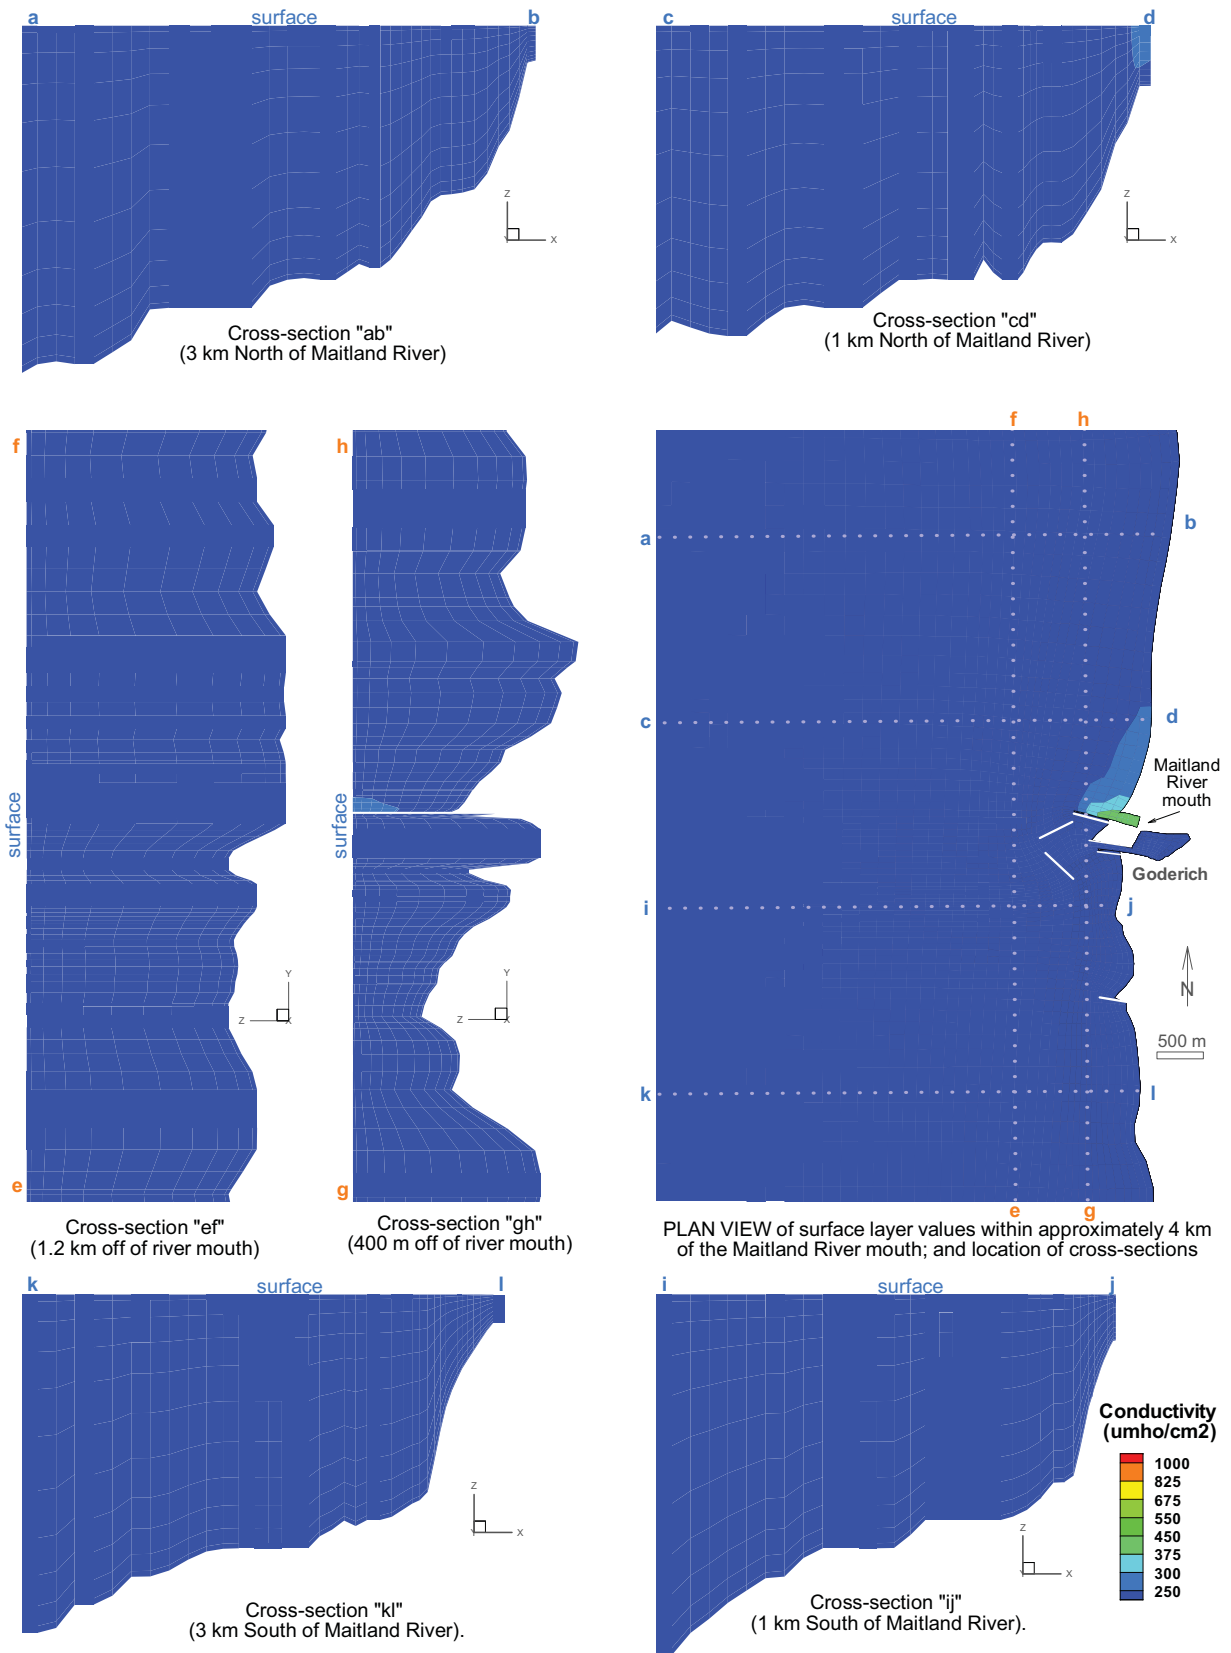 a surface b
c surface d
Z
X
Z
Y
X
Cross-section "ab"
(3 km North of Maitland River)
Cross-section "cd"
(1 km North of Maitland River)
f
h
surface
e
Y
Z
X
Cross-section "ef"
(1.2 km off of river mouth)
surface
g
Y
Z
X
Cross-section "gh"
(400 m off of river mouth)
f h
a
b
c
d
Maitland
River
mouth
Goderich
i
j
N
500 m
k
l
e g
PLAN VIEW of surface layer values within approximately 4 km
of the Maitland River mouth; and location of cross-sections
k surface l
Z
X
Cross-section "kl"
(3 km South of Maitland River).
i surface j
Z
Y
X
Cross-section "ij"
(1 km South of Maitland River).
Conductivity
(umho/cm2)
1000
825
675
550
450
375
300
250